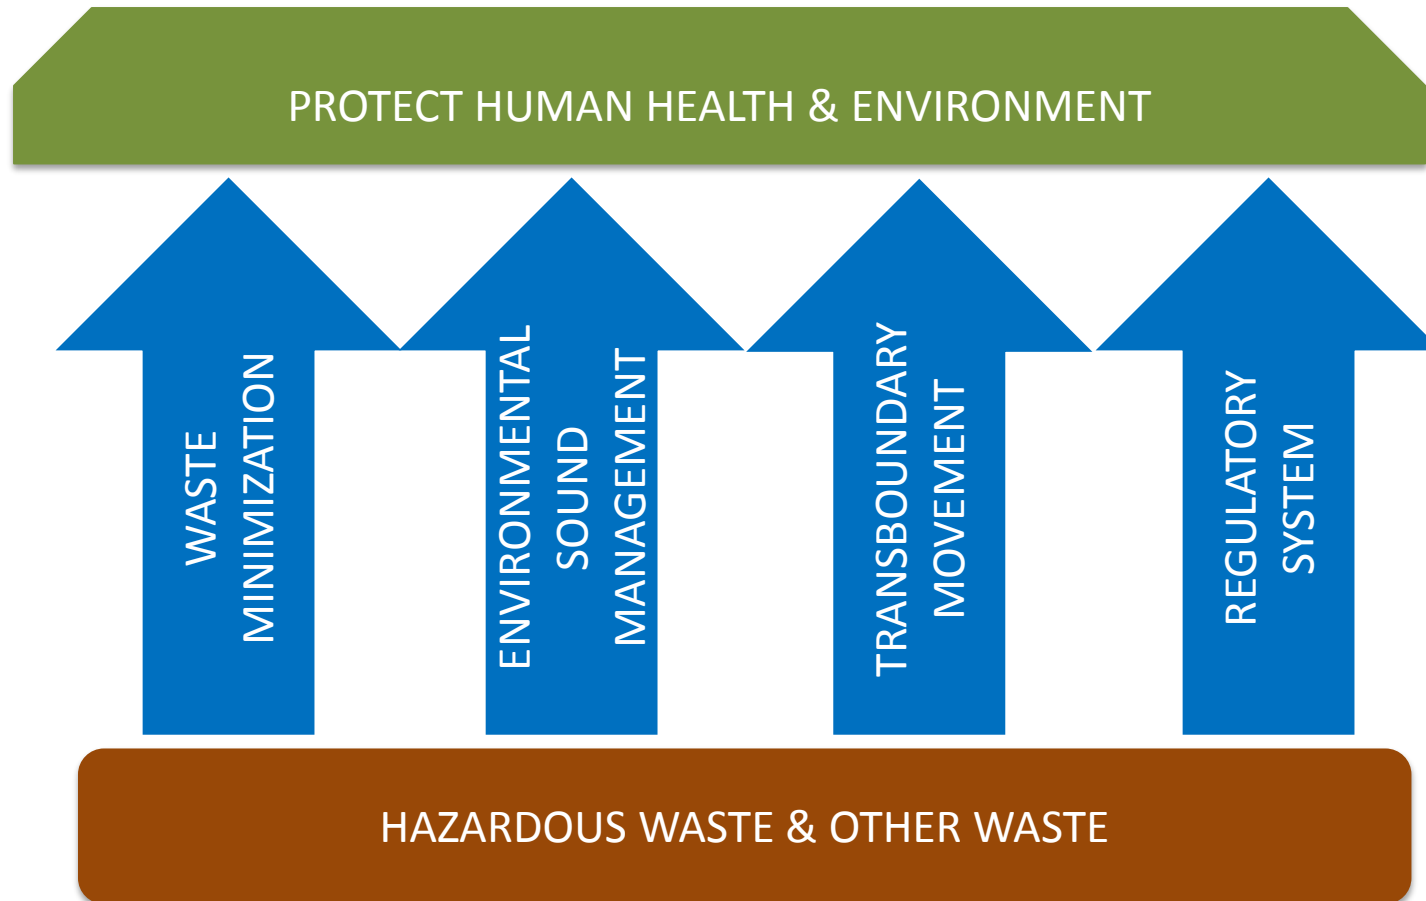 PROTECT HUMAN HEALTH & ENVIRONMENT
WASTE
MINIMIZATION
ENVIRONMENTAL
SOUND
MANAGEMENT
TRANSBOUNDARY
MOVEMENT
REGULATORY
SYSTEM
HAZARDOUS WASTE & OTHER WASTE